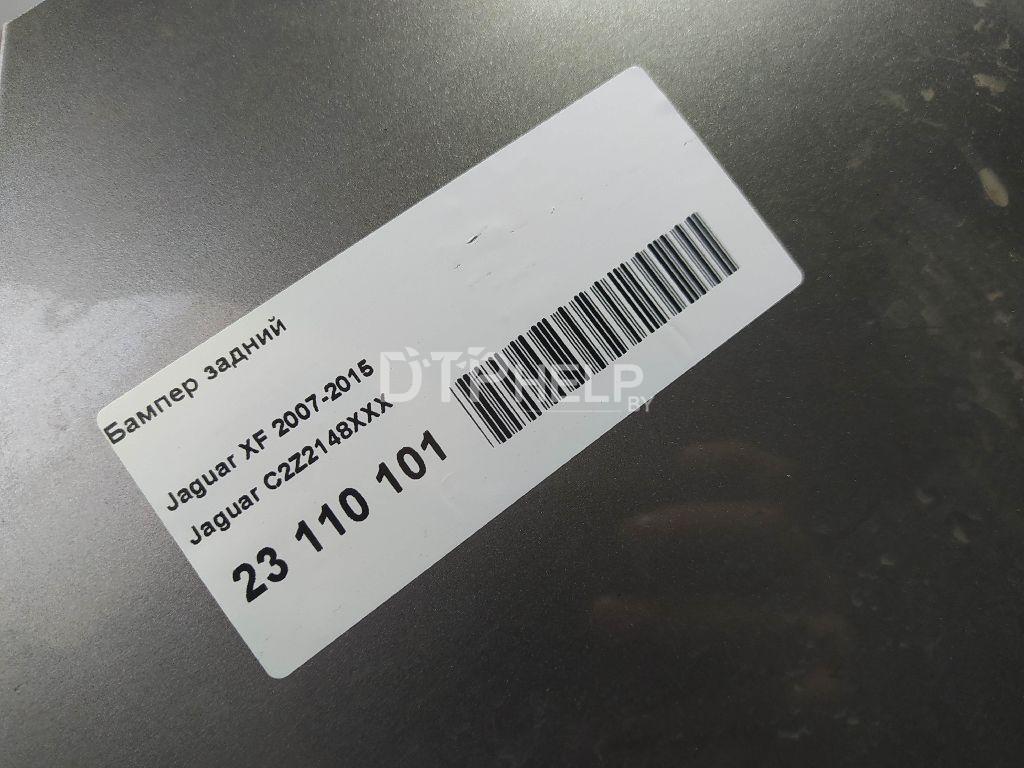 Бампер задний
Jaguar XF 2007-2015
Jaguar C2Z2148XXX
23 110 101
DTPHELP
BY